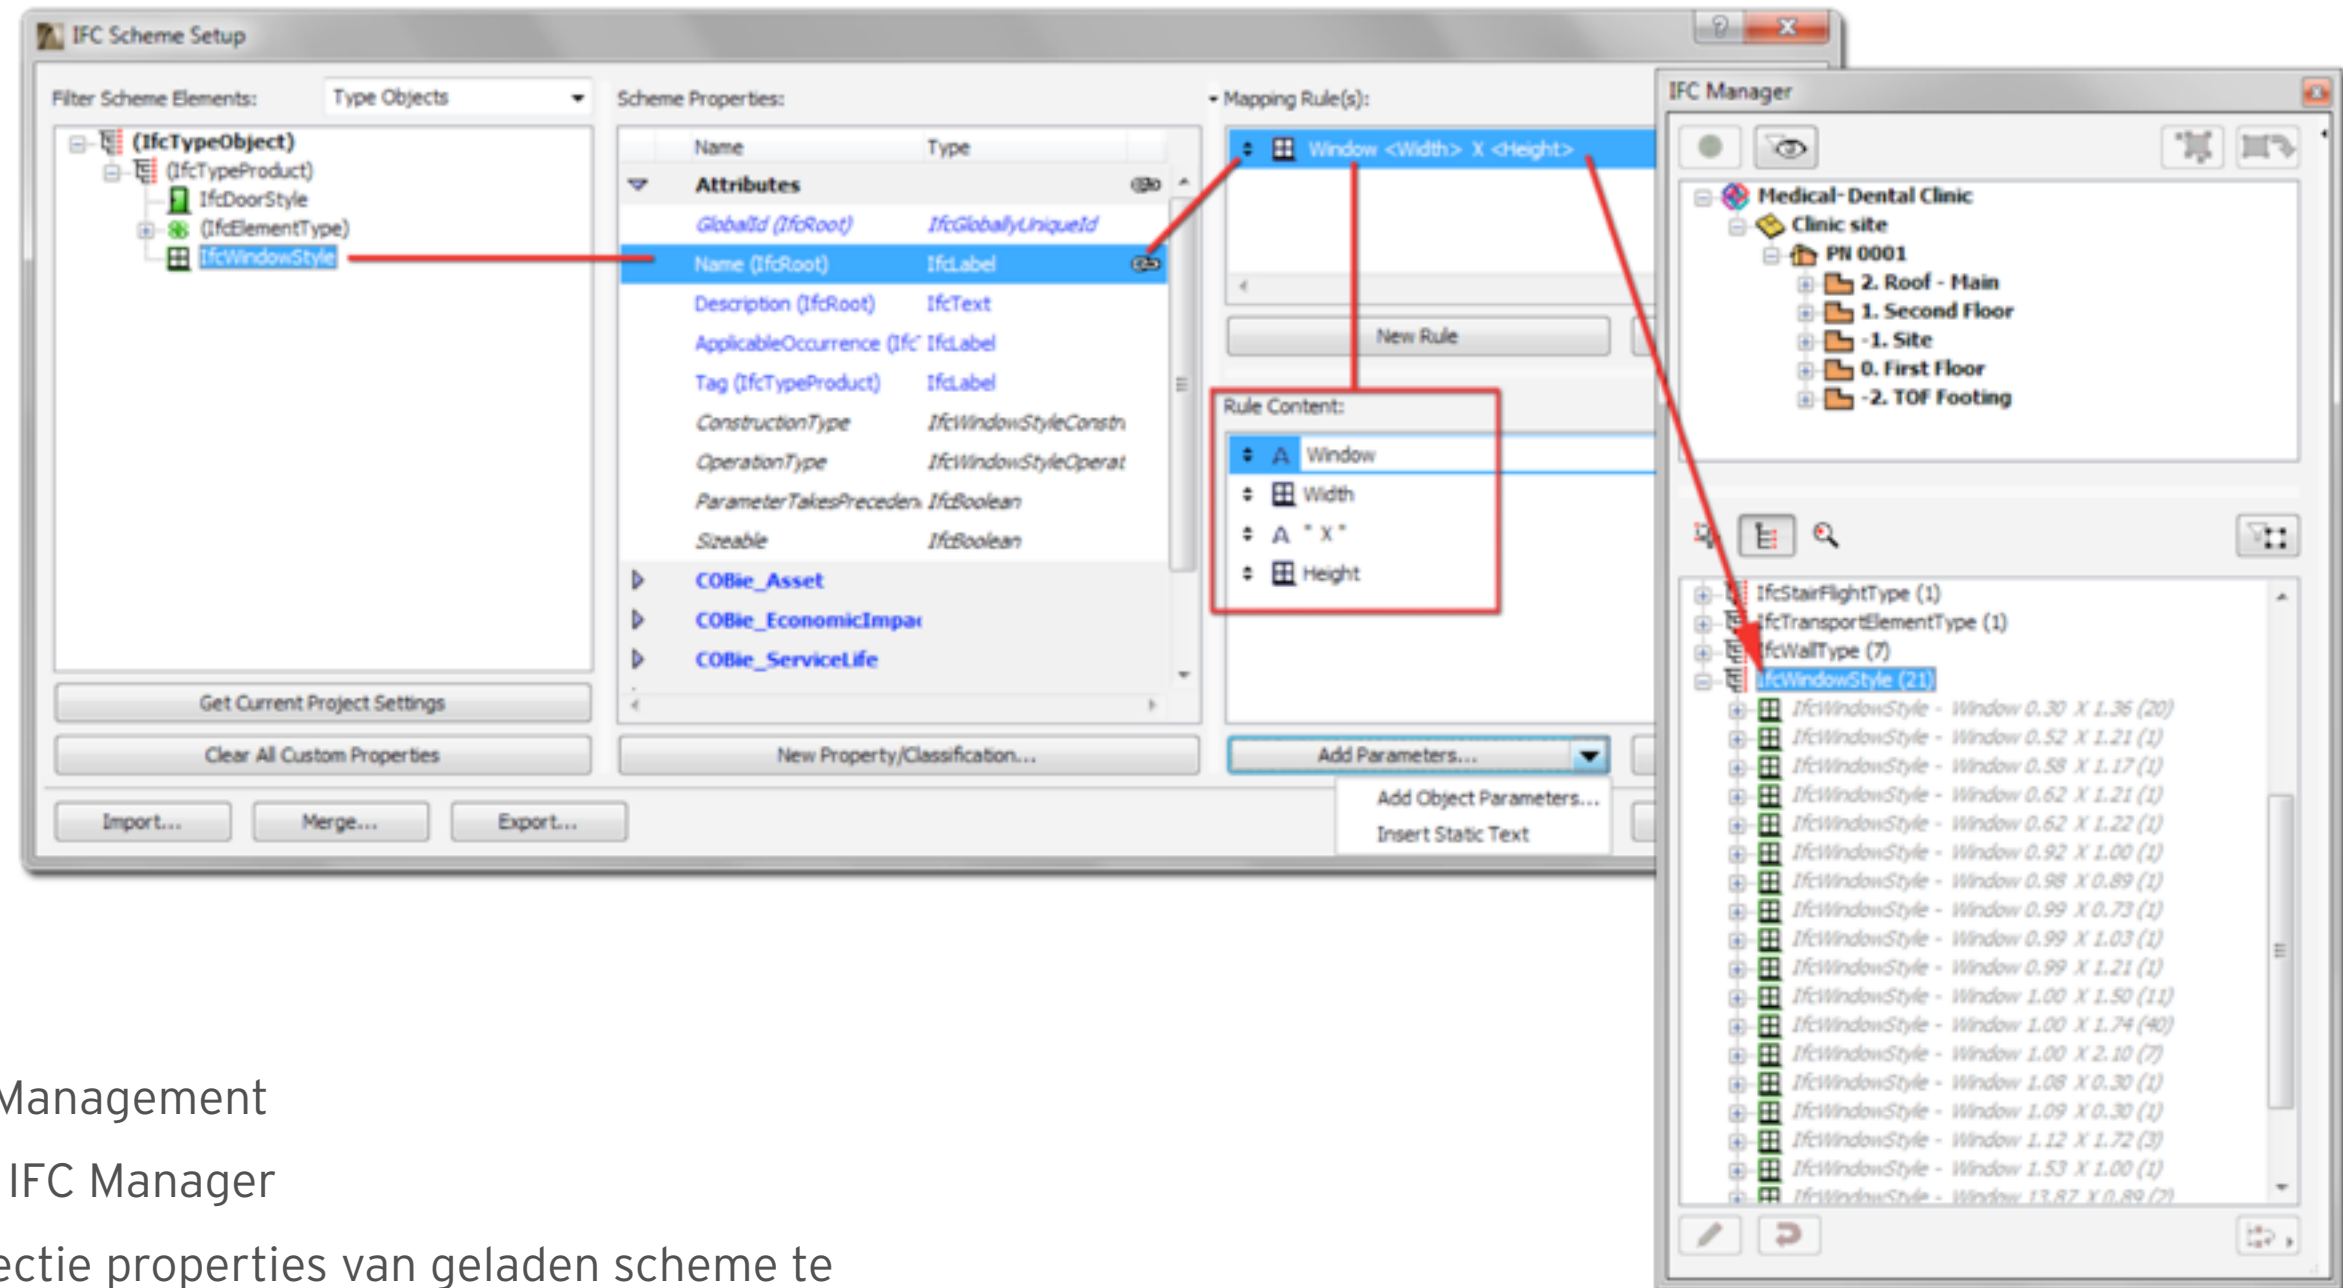 IFC Scheme Setup
Filter Scheme Elements:
Type Objects
(IfcTypeObject)
(IfcTypeProduct)
IfcDoorStyle
(IfcElementType)
IfcWindowStyle
Get Current Project Settings
Clear All Custom Properties
Import...
Merge...
Export...
Scheme Properties:
Name Type
Attributes
GlobalId (IfcRoot) IfcGloballyUniqueId
Name (IfcRoot) IfcLabel
Description (IfcRoot) IfcText
ApplicableOccurrence (IfcT IfcLabel
Tag (IfcTypeProduct) IfcLabel
ConstructionType IfcWindowStyleConstr
OperationType IfcWindowStyleOperat
ParameterTakesPreceden IfcBoolean
Sizeable IfcBoolean
COBie_Asset
COBie_EconomicImpac
COBie_ServiceLife
New Property/Classification...
Mapping Rule(s):
Window <Width> X <Height>
New Rule
Rule Content:
Window
Width
" X "
Height
Add Parameters...
Add Object Parameters...
Insert Static Text
IFC Manager
Medical-Dental Clinic
Clinic site
PN 0001
2. Roof - Main
1. Second Floor
-1. Site
0. First Floor
-2. TOF Footing
IfcStairFlightType (1)
IfcTransportElementType (1)
IfcWallType (7)
IfcWindowStyle (21)
IfcWindowStyle - Window 0.30 X 1.36 (20)
IfcWindowStyle - Window 0.52 X 1.21 (1)
IfcWindowStyle - Window 0.58 X 1.17 (1)
IfcWindowStyle - Window 0.62 X 1.21 (1)
IfcWindowStyle - Window 0.62 X 1.22 (1)
IfcWindowStyle - Window 0.92 X 1.00 (1)
IfcWindowStyle - Window 0.98 X 0.89 (1)
IfcWindowStyle - Window 0.99 X 0.73 (1)
IfcWindowStyle - Window 0.99 X 1.03 (1)
IfcWindowStyle - Window 0.99 X 1.21 (1)
IfcWindowStyle - Window 1.00 X 1.50 (11)
IfcWindowStyle - Window 1.00 X 1.74 (40)
IfcWindowStyle - Window 1.00 X 2.10 (7)
IfcWindowStyle - Window 1.08 X 0.30 (1)
IfcWindowStyle - Window 1.09 X 0.30 (1)
IfcWindowStyle - Window 1.12 X 1.72 (3)
IfcWindowStyle - Window 1.53 X 1.00 (1)
IfcWindowStyle - Window 13.87 X 0.89 (2)
Management
IFC Manager
ectie properties van geladen scheme te